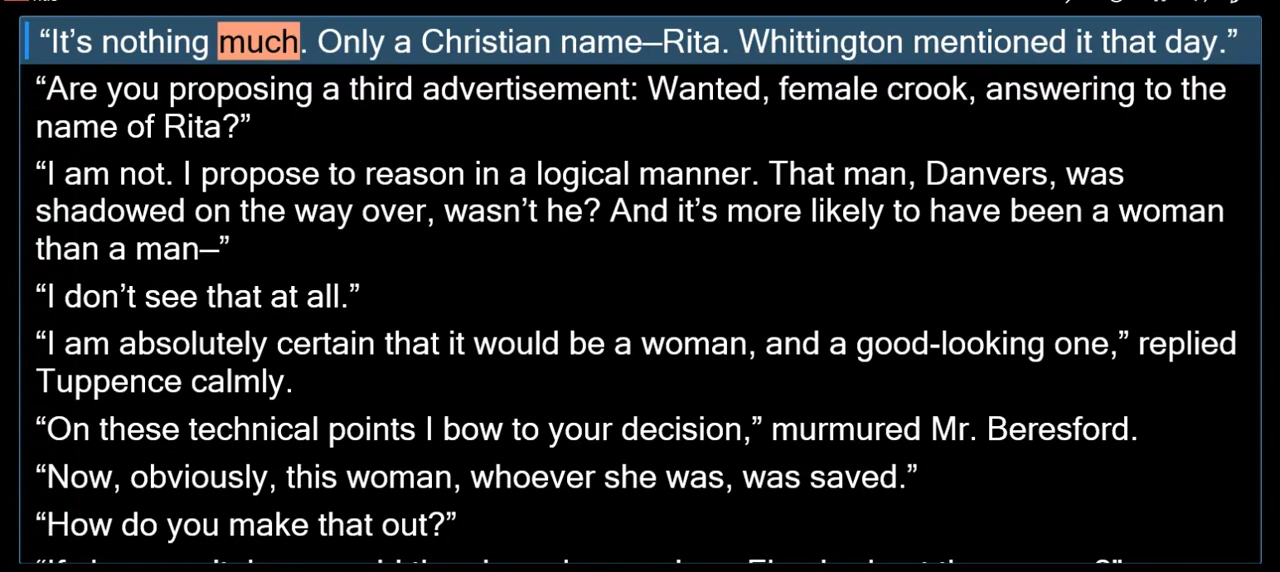 “It’s nothing much. Only a Christian name—Rita. Whittington mentioned it that day.”
“Are you proposing a third advertisement: Wanted, female crook, answering to the
name of Rita?”
“I am not. I propose to reason in a logical manner. That man, Danvers, was
shadowed on the way over, wasn’t he? And it’s more likely to have been a woman
than a man—”
“I don’t see that at all.”
“I am absolutely certain that it would be a woman, and a good-looking one,” replied
Tuppence calmly.
“On these technical points I bow to your decision,” murmured Mr. Beresford.
“Now, obviously, this woman, whoever she was, was saved.”
“How do you make that out?”